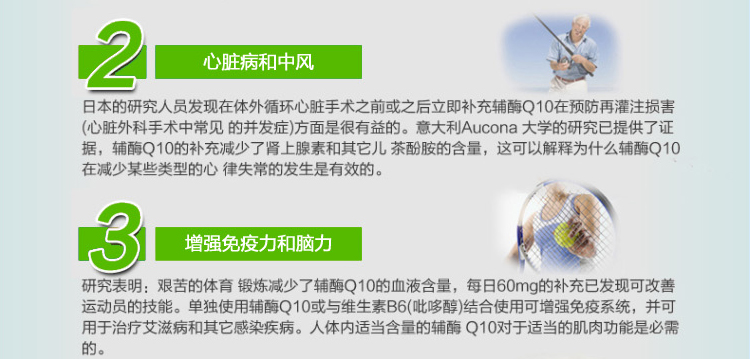 2
心脏病和中风
日本的研究人员发现在体外循环心脏手术之前或之后立即补充辅酶Q10在预防再灌注损害
(心脏外科手术中常见 的并发症)方面是很有益的。意大利Aucona 大学的研究已提供了证
据，辅酶Q10的补充减少了肾上腺素和其它儿 茶酚胺的含量，这可以解释为什么辅酶Q10
在减少某些类型的心 律失常的发生是有效的。
3
增强免疫力和脑力
研究表明：艰苦的体育 锻炼减少了辅酶Q10的血液含量，每日60mg的补充已发现可改善
运动员的技能。单独使用辅酶Q10或与维生素B6(吡哆醇)结合使用可增强免疫系统，并可
用于治疗艾滋病和其它感染疾病。人体内适当含量的辅酶 Q10对于适当的肌肉功能是必需
的。